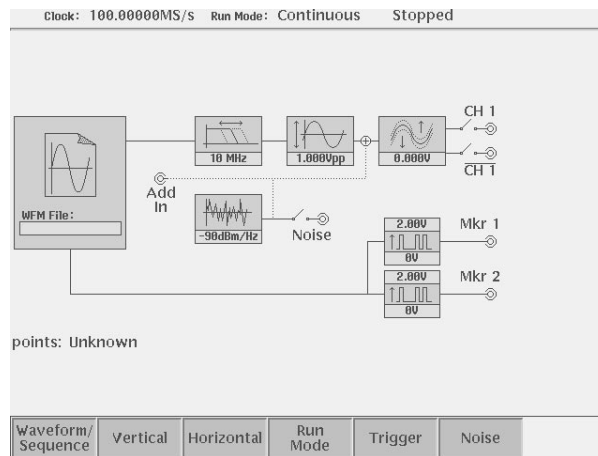 Clock: 100.00000MS/s Run Mode: Continuous Stopped
CH 1
10 MHz
1.000Vpp
0.000V
CH 1
Add
In
WFM File:
-90dBm/Hz
Noise
2.00V
Mkr 1
0V
2.00V
Mkr 2
0V
points: Unknown
Waveform/
Sequence
Vertical
Horizontal
Run
Mode
Trigger
Noise